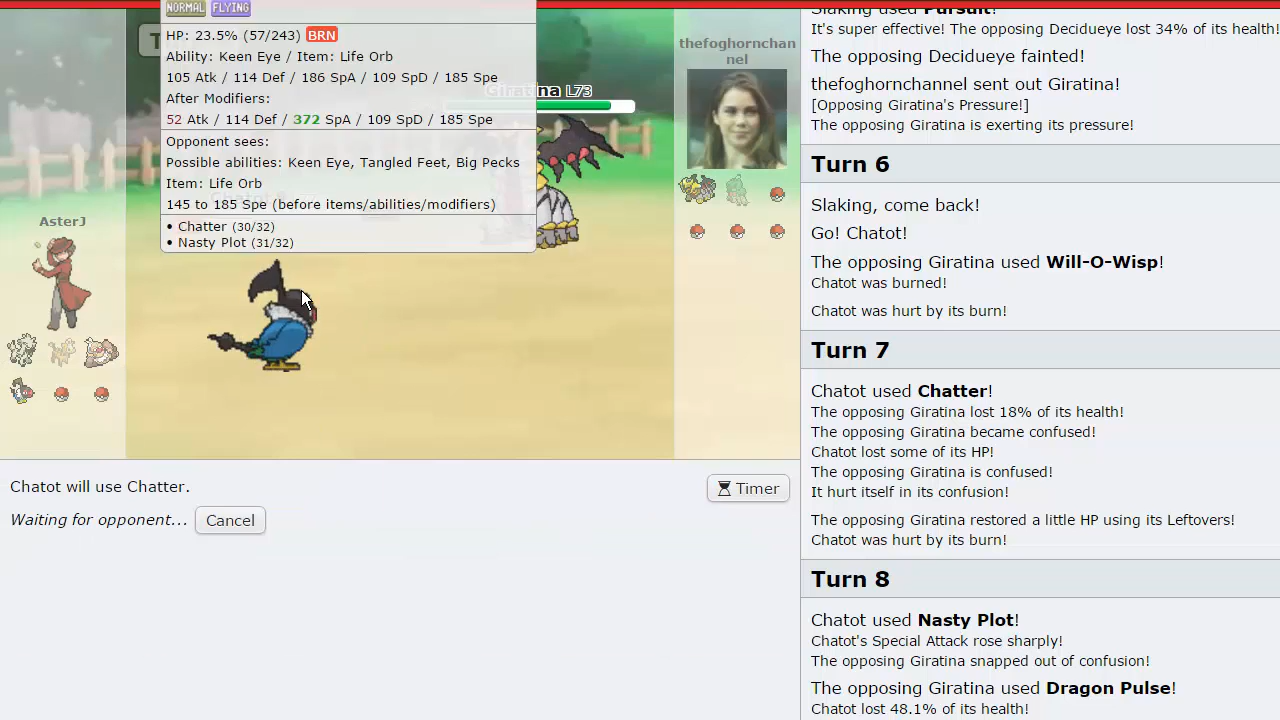 NORMAL FLYING
HP: 23.5% (57/243) BRN
Ability: Keen Eye / Item: Life Orb
105 Atk / 114 Def / 186 SpA / 109 SpD / 185 Spe
After Modifiers:
52 Atk / 114 Def / 372 SpA / 109 SpD / 185 Spe
Opponent sees:
Possible abilities: Keen Eye, Tangled Feet, Big Pecks
Item: Life Orb
145 to 185 Spe (before items/abilities/modifiers)
• Chatter (30/32)
• Nasty Plot (31/32)
Giratina L73
AsterJ
thefoghornchan
nel
Chatot will use Chatter.
Waiting for opponent...
Cancel
Timer
Slaking used Pursuit!
It's super effective! The opposing Decidueye lost 34% of its health!
The opposing Decidueye fainted!
thefoghornchannel sent out Giratina!
[Opposing Giratina's Pressure!]
The opposing Giratina is exerting its pressure!
Turn 6
Slaking, come back!
Go! Chatot!
The opposing Giratina used Will-O-Wisp!
Chatot was burned!
Chatot was hurt by its burn!
Turn 7
Chatot used Chatter!
The opposing Giratina lost 18% of its health!
The opposing Giratina became confused!
Chatot lost some of its HP!
The opposing Giratina is confused!
It hurt itself in its confusion!
The opposing Giratina restored a little HP using its Leftovers!
Chatot was hurt by its burn!
Turn 8
Chatot used Nasty Plot!
Chatot's Special Attack rose sharply!
The opposing Giratina snapped out of confusion!
The opposing Giratina used Dragon Pulse!
Chatot lost 48.1% of its health!